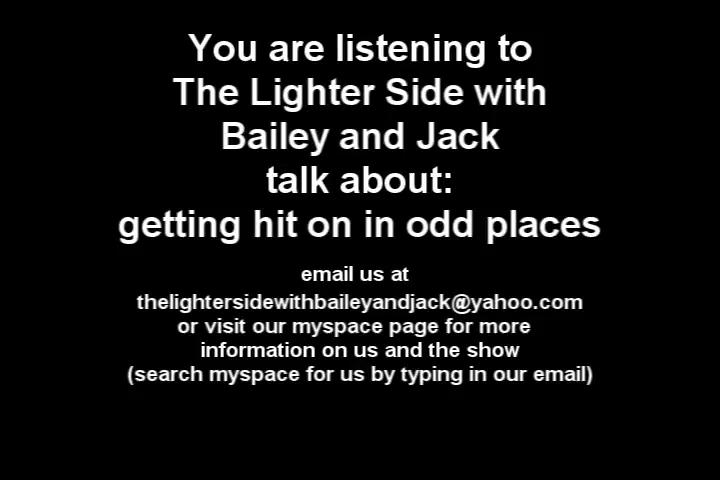 You are listening to
The Lighter Side with
Bailey and Jack
talk about:
getting hit on in odd places
email us at
thelightersidewithbaileyandjack@yahoo.com
or visit our myspace page for more
information on us and the show
(search myspace for us by typing in our email)